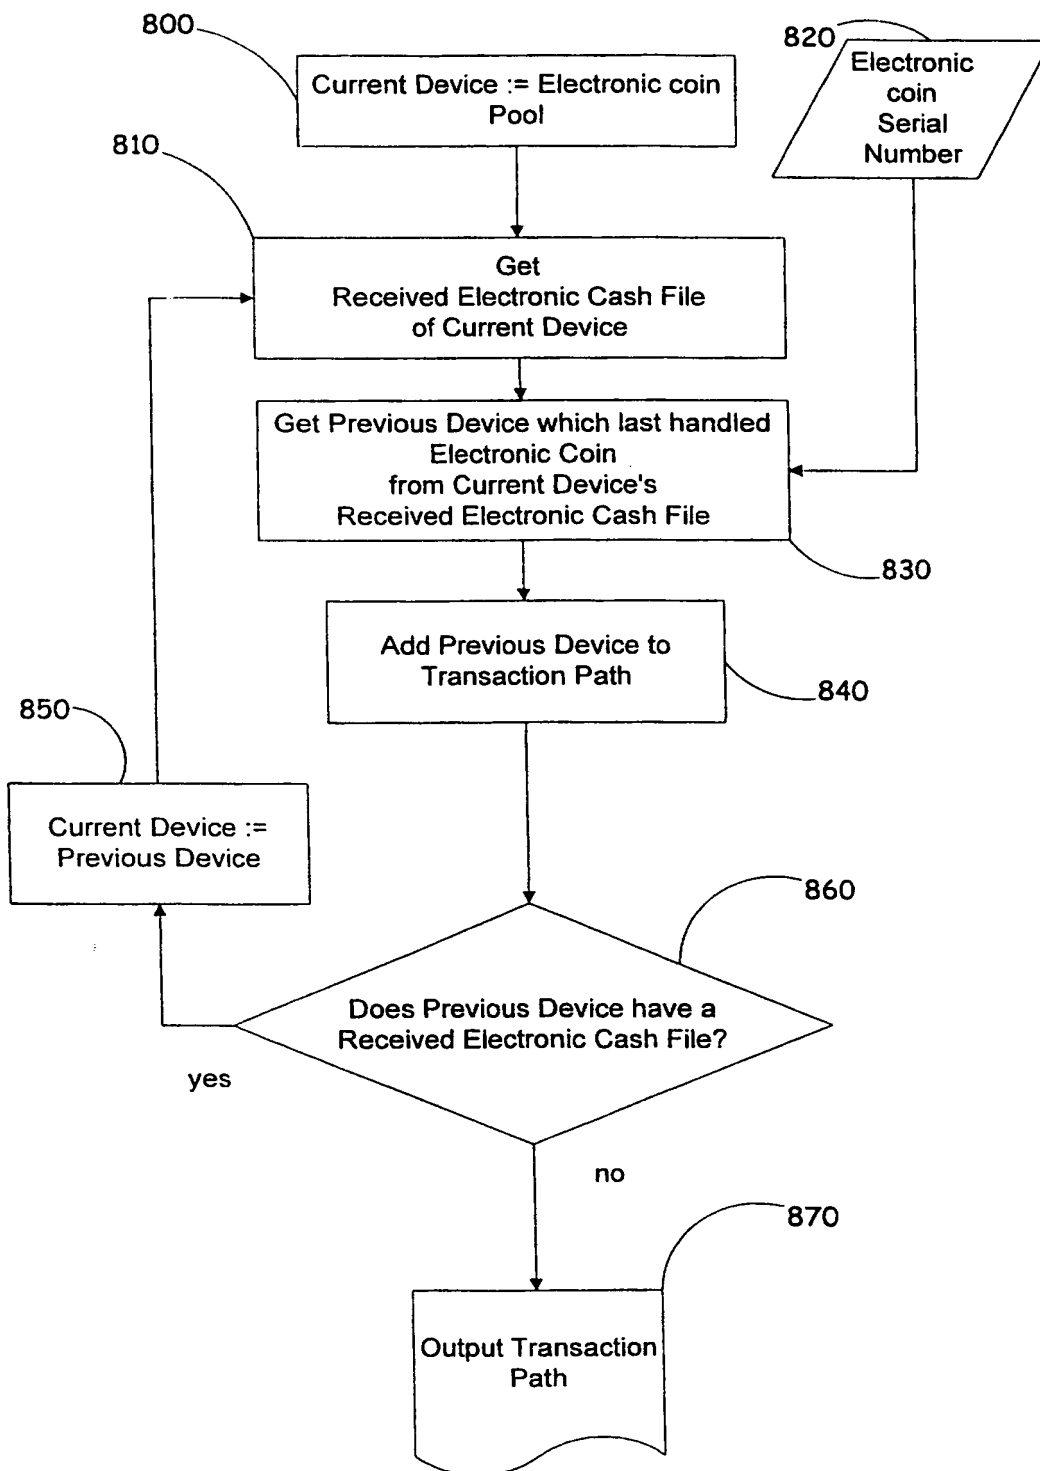 800
Current Device := Electronic coin
Pool
820
Electronic
coin
Serial
Number
810
Get
Received Electronic Cash File
of Current Device
Get Previous Device which last handled
Electronic Coin
from Current Device's
Received Electronic Cash File
830
Add Previous Device to
Transaction Path
840
850
Current Device :=
Previous Device
860
Does Previous Device have a
Received Electronic Cash File?
yes
no
870
Output Transaction
Path